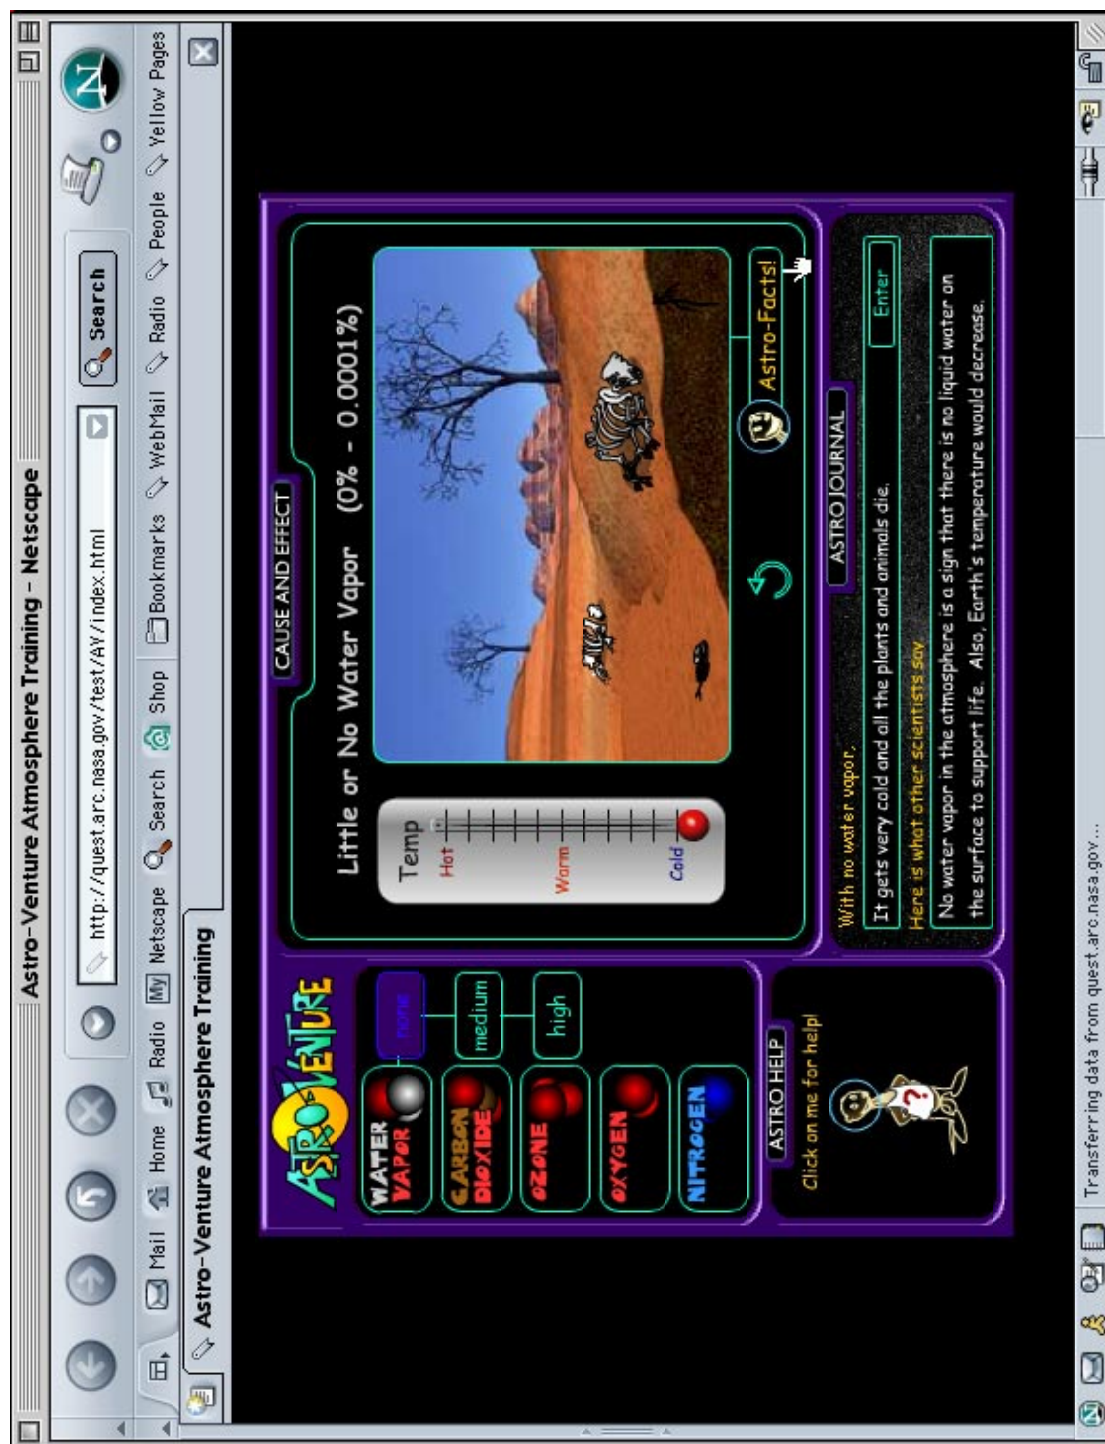 Astro-Venture Atmosphere Training - Netscape
http://quest.arc.nasa.gov/test/AV/index.html
Search
N
Mail Home Radio My Netscape Search Shop Bookmarks WebMail Radio People Yellow Pages
Astro-Venture Atmosphere Training
ASTRO-VENTURE
WATER
VAPOR
none
CARBON
DIOXIDE
medium
OZONE
high
OXYGEN
NITROGEN
CAUSE AND EFFECT
Little or No Water Vapor (0% - 0.0001%)
Temp
Hot
Warm
Cold
Astro-Facts!
ASTRO HELP
Click on me for help!
?
ASTRO JOURNAL
With no water vapor,
It gets very cold and all the plants and animals die.
Enter
Here is what other scientists say
No water vapor in the atmosphere is a sign that there is no liquid water on
the surface to support life. Also, Earth's temperature would decrease.
N
Transferring data from quest.arc.nasa.gov...